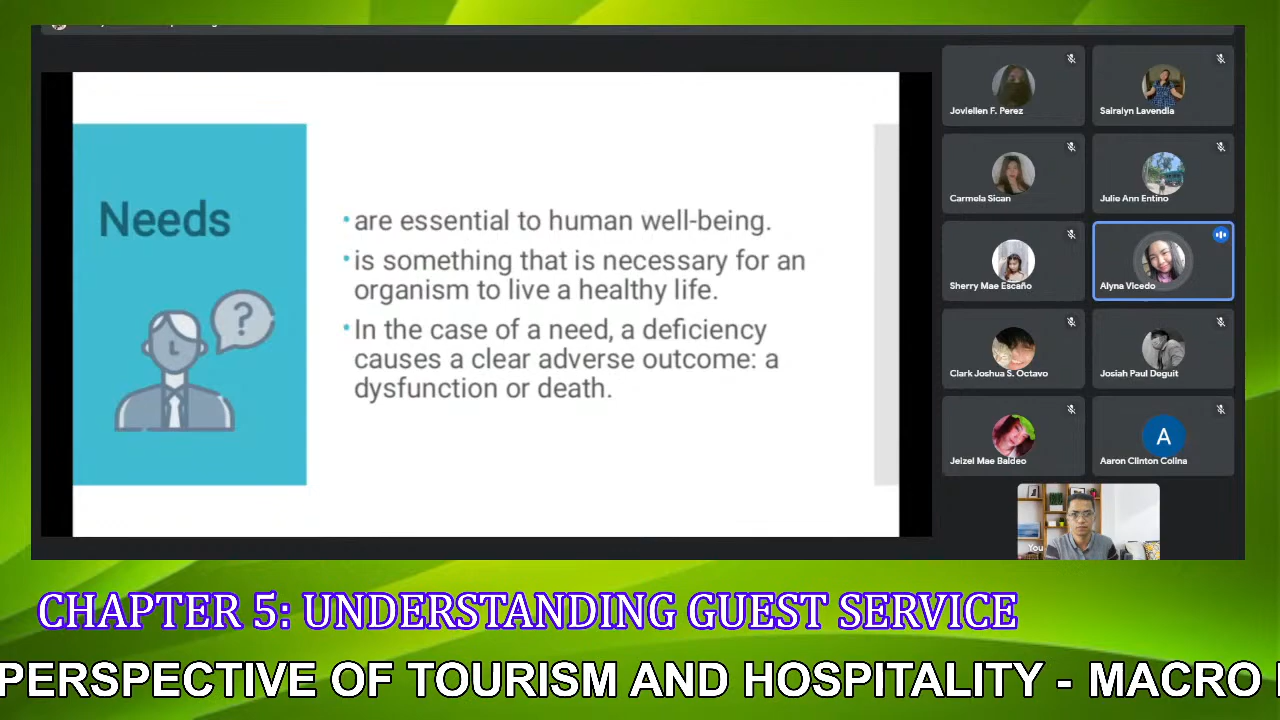 Needs
?
• are essential to human well-being.
• is something that is necessary for an
organism to live a healthy life.
• In the case of a need, a deficiency
causes a clear adverse outcome: a
dysfunction or death.
Joviellen F. Perez
Sairalyn Lavendia
Carmela Sican
Julie Ann Entino
Sherry Mae Escaño
Alyna Vicedo
Clark Joshua S. Octavo
Josiah Paul Deguit
Jeizel Mae Baldeo
A
Aaron Clinton Colina
You
CHAPTER 5: UNDERSTANDING GUEST SERVICE
PERSPECTIVE OF TOURISM AND HOSPITALITY - MACRO